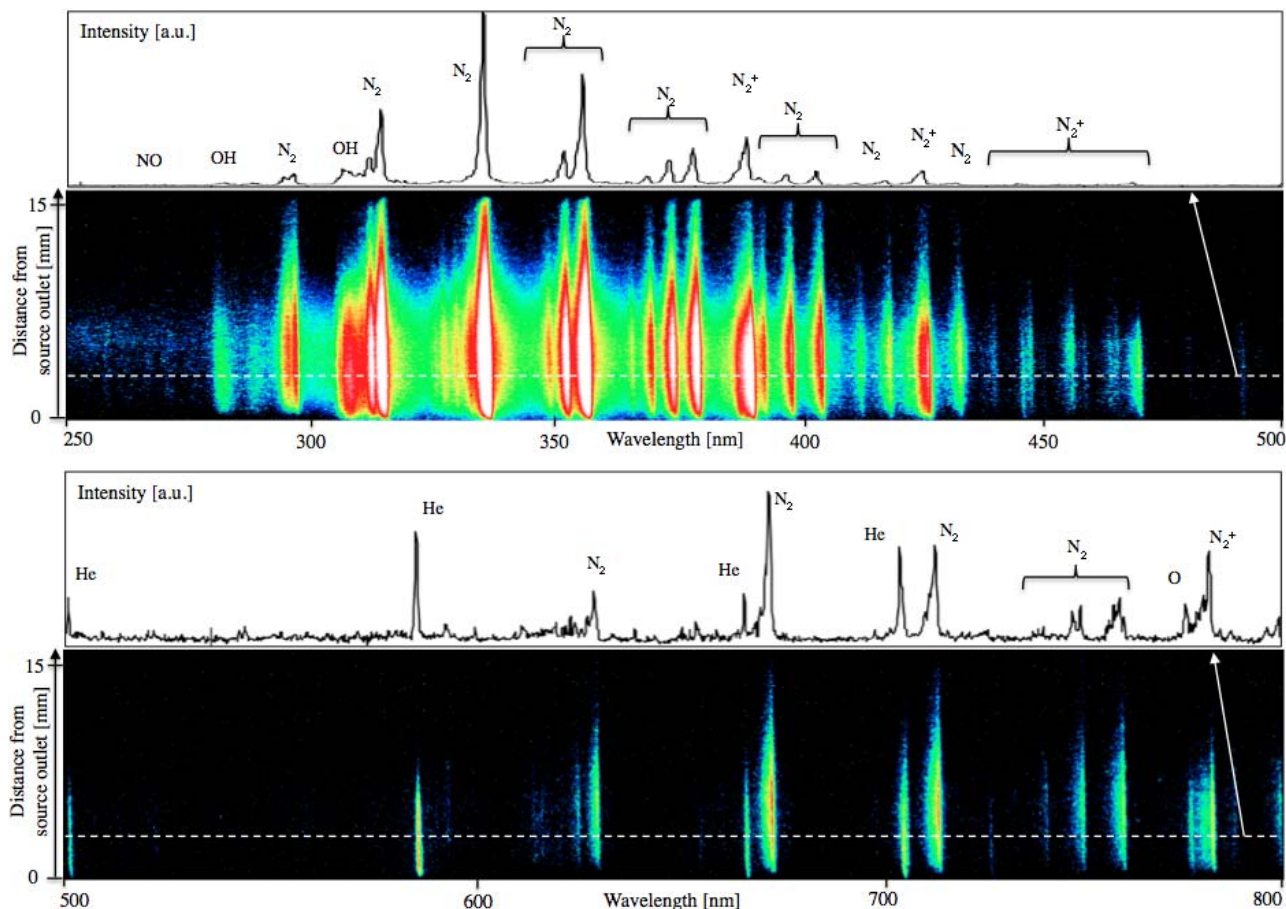 Intensity [a.u.]
NO
OH
N₂
OH
N₂
N₂
N₂
N₂
N₂⁺
N₂
N₂
N₂⁺
N₂
N₂⁺
Distance from
source outlet [mm]
15
0
250
300
350
Wavelength [nm]
400
450
500
Intensity [a.u.]
He
He
N₂
He
N₂
He
N₂
N₂
O
N₂⁺
Distance from
source outlet [mm]
15
0
500
600
Wavelength [nm]
700
800